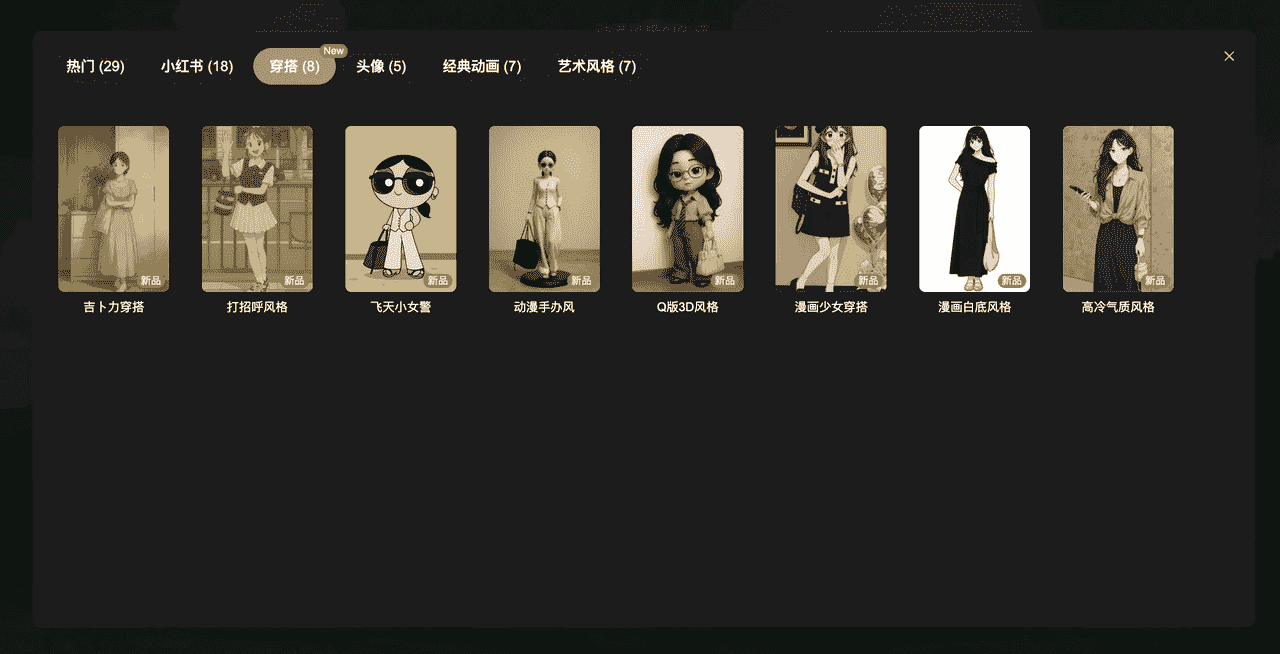 热门 (29) 小红书 (18) 穿搭 (8) New 头像 (5) 经典动画 (7) 艺术风格 (7)
新品 新品 新品 新品 新品 新品 新品 新品
吉卜力穿搭 打招呼风格 飞天小女警 动漫手办风 Q版3D风格 漫画少女穿搭 漫画白底风格 高冷气质风格